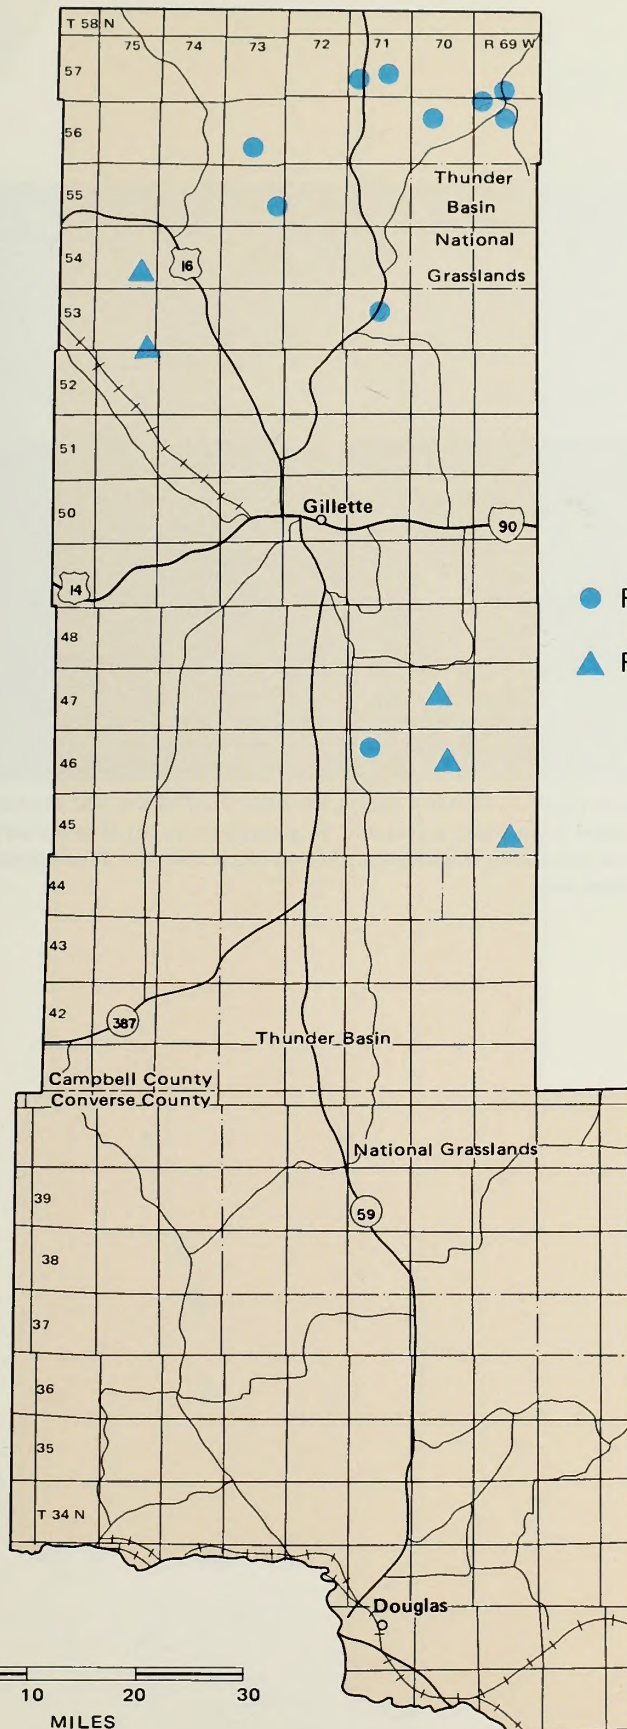 T 58 N
75 74 73 72 71 70 R 69 W
57
56
Thunder
55
Basin
National
54
16
Grasslands
53
52
51
50
Gillette
90
14
48
47
46
45
44
43
42
387
Thunder Basin
Campbell County
Converse County
National Grasslands
39
59
38
37
36
35
T 34 N
Douglas
10 20 30
MILES